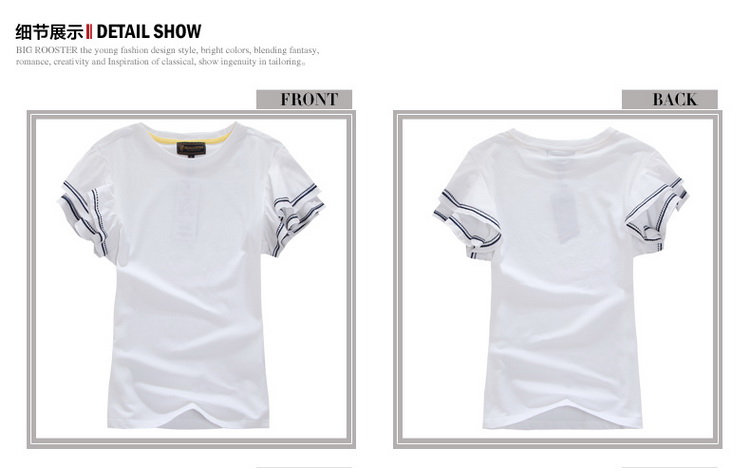 细节展示 DETAIL SHOW
BIG ROOSTER the young fashion design style, bright colors, blending fantasy,
romance, creativity and Inspiration of classical, show ingenuity in tailoring。
FRONT
BACK